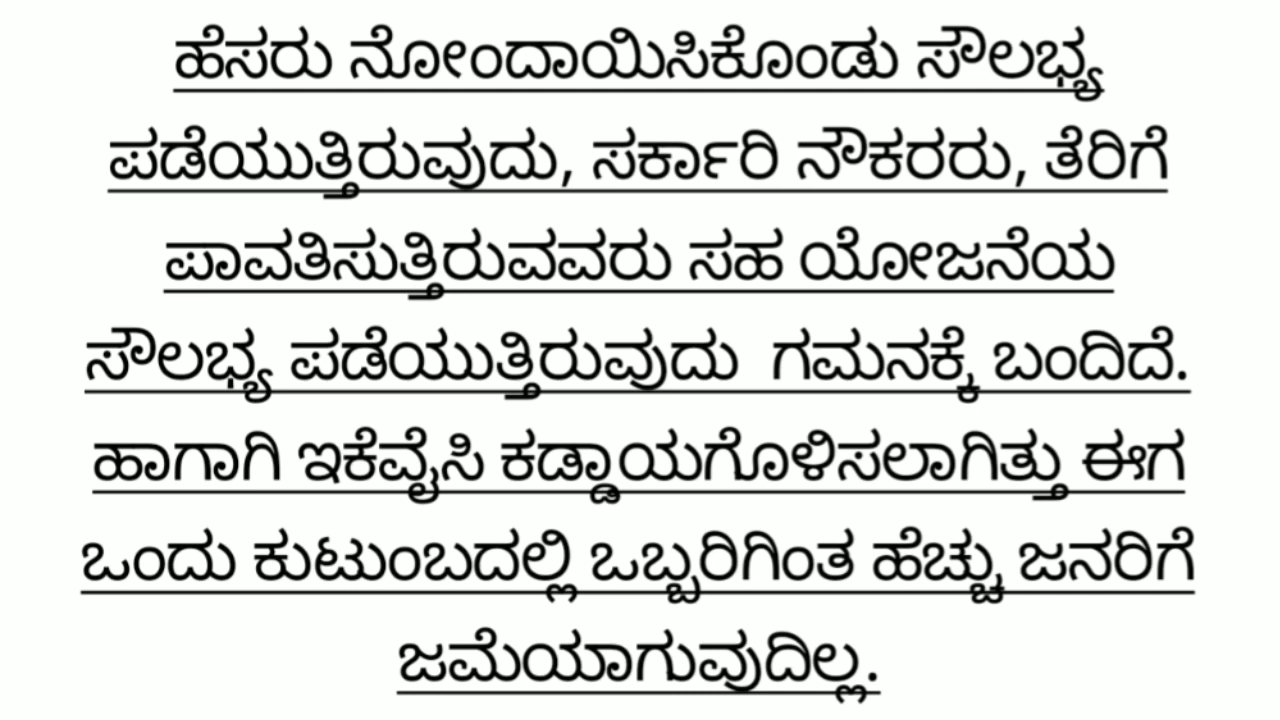 ಹೆಸರು ನೋಂದಾಯಿಸಿಕೊಂಡು ಸೌಲಭ್ಯ
ಪಡೆಯುತ್ತಿರುವುದು, ಸರ್ಕಾರಿ ನೌಕರರು, ತೆರಿಗೆ
ಪಾವತಿಸುತ್ತಿರುವವರು ಸಹ ಯೋಜನೆಯ
ಸೌಲಭ್ಯ ಪಡೆಯುತ್ತಿರುವುದು ಗಮನಕ್ಕೆ ಬಂದಿದೆ.
ಹಾಗಾಗಿ ಇಕೆವೈಸಿ ಕಡ್ಡಾಯಗೊಳಿಸಲಾಗಿತ್ತು ಈಗ
ಒಂದು ಕುಟುಂಬದಲ್ಲಿ ಒಬ್ಬರಿಗಿಂತ ಹೆಚ್ಚು ಜನರಿಗೆ
ಜಮೆಯಾಗುವುದಿಲ್ಲ.